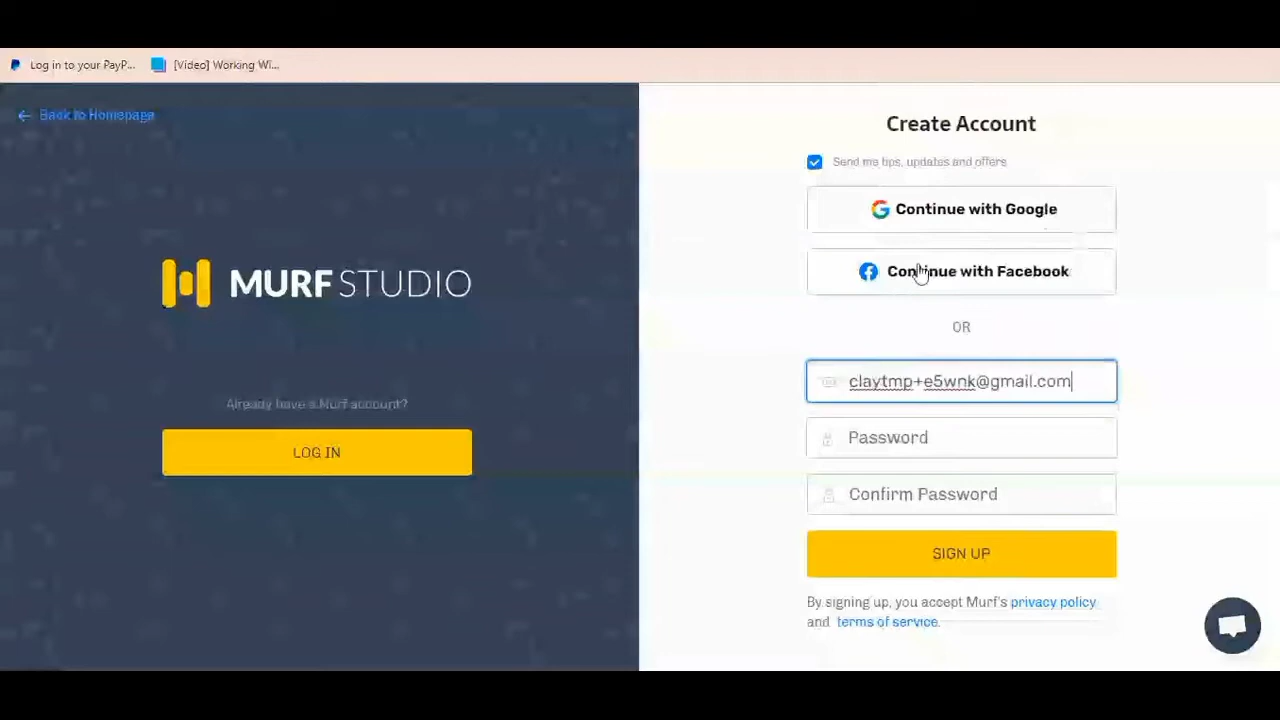 Log in to your PayP...
[Video] Working Wi...
Back to Homepage
MURF STUDIO
Already have a Murf account?
LOG IN
Create Account
Send me tips, updates and offers
Continue with Google
Continue with Facebook
OR
claytmp+e5wnk@gmail.com
Password
Confirm Password
SIGN UP
By signing up, you accept Murf's privacy policy
and terms of service.